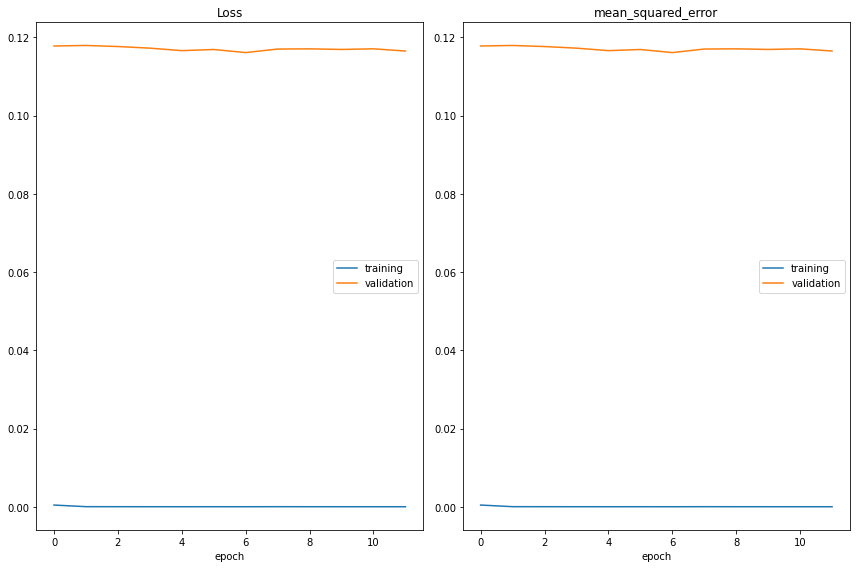 Loss
0.12
0.10
0.08
0.06
0.04
0.02
0.00
training
validation
0 2 4 6 8 10
epoch
mean_squared_error
0.12
0.10
0.08
0.06
0.04
0.02
0.00
training
validation
0 2 4 6 8 10
epoch